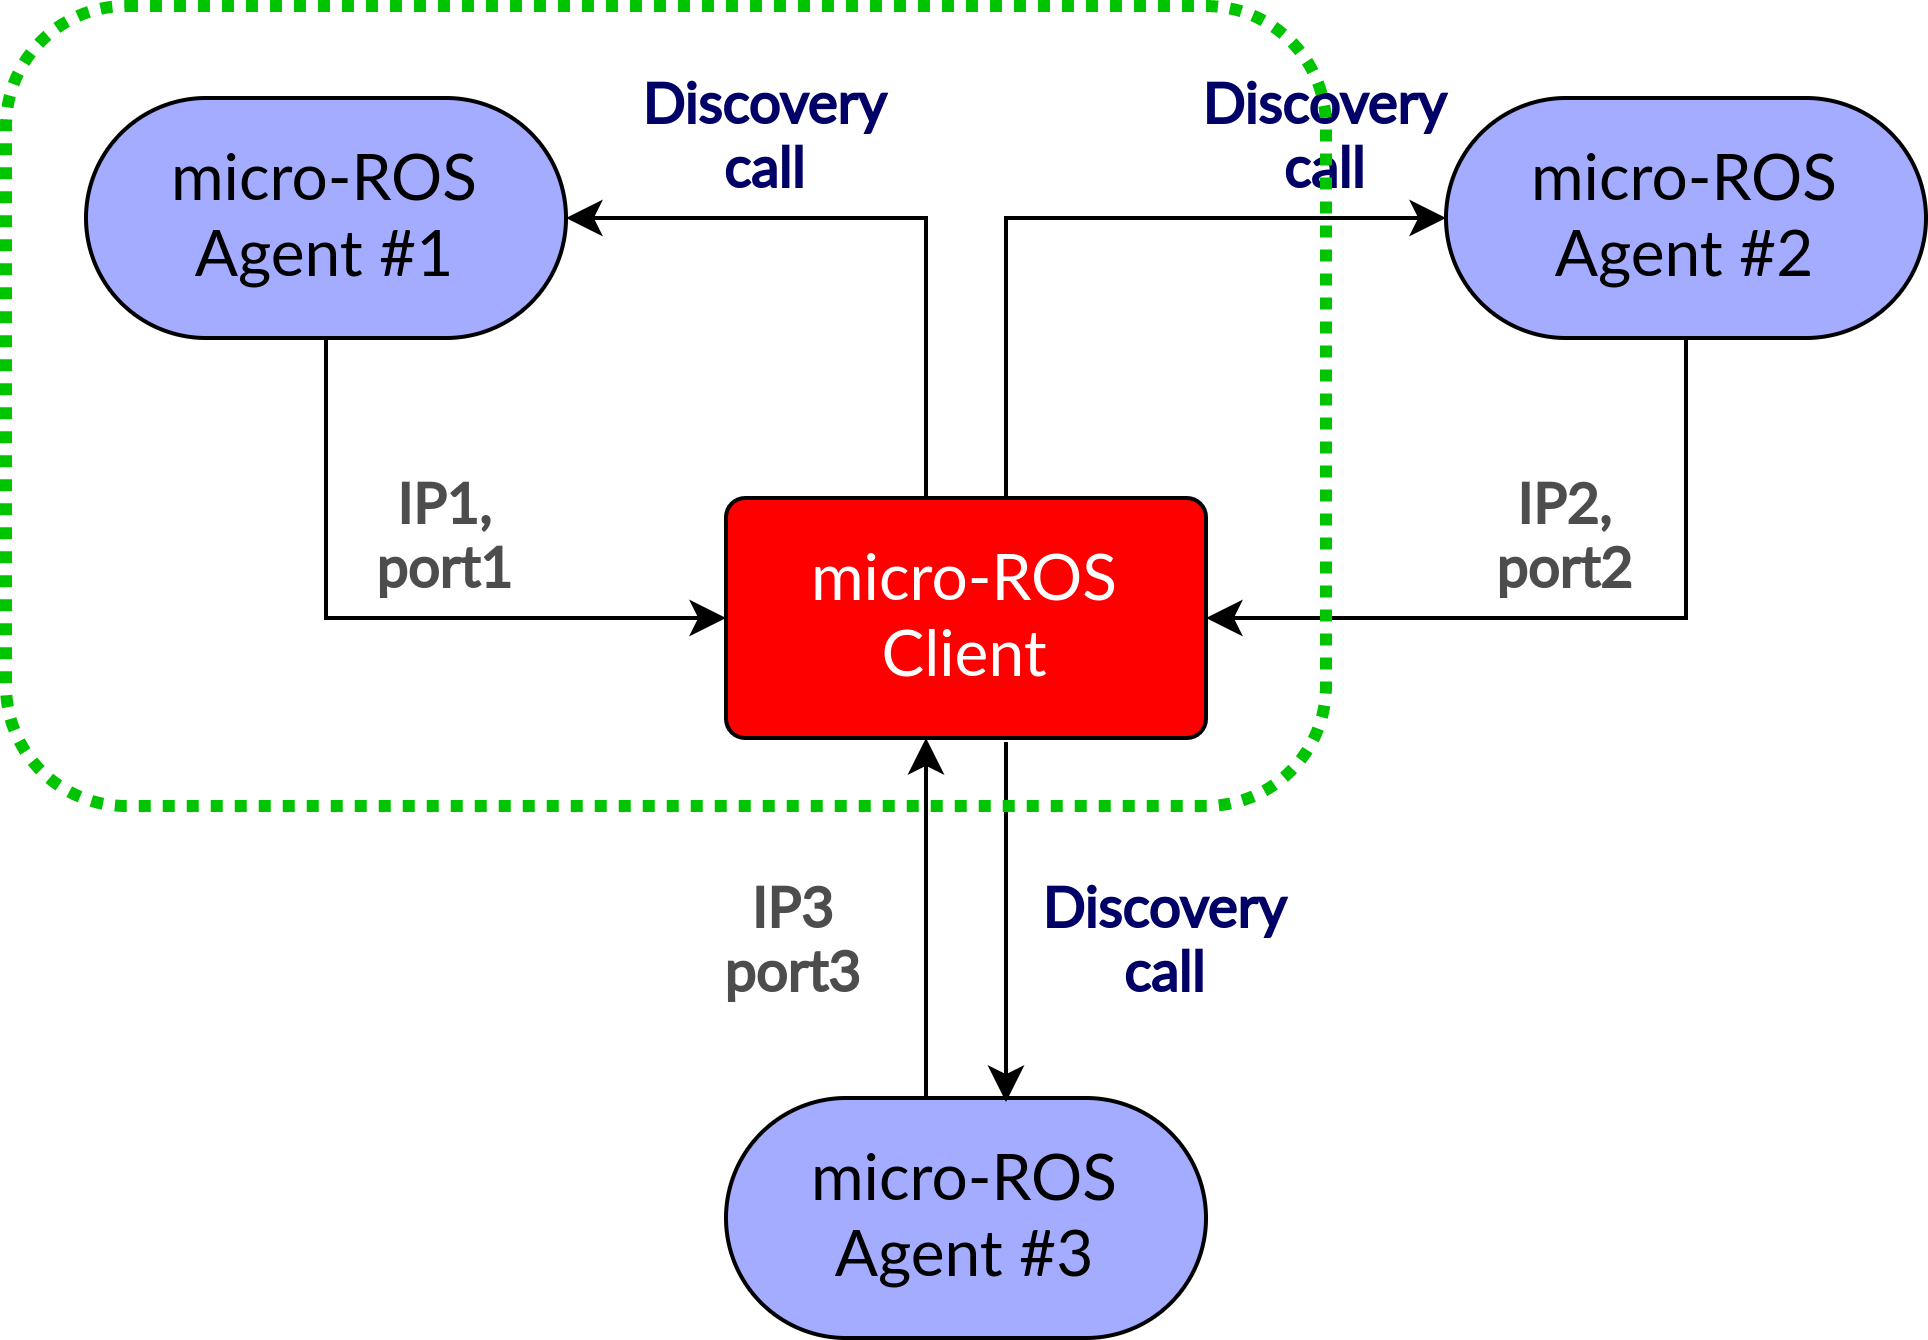 Discovery
call
Discovery
call
micro-ROS
Agent #1
micro-ROS
Agent #2
IP1,
port1
IP2,
port2
micro-ROS
Client
IP3
port3
Discovery
call
micro-ROS
Agent #3